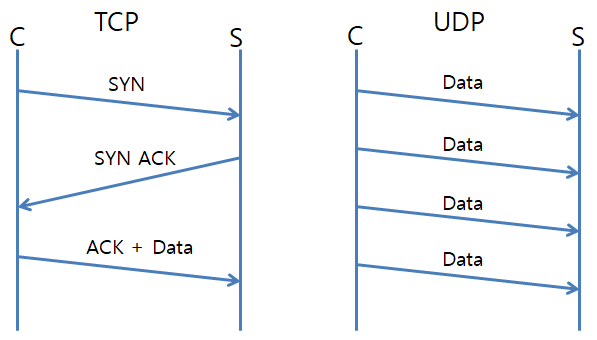 TCP
C
S
SYN
SYN ACK
ACK + Data
UDP
C
S
Data
Data
Data
Data